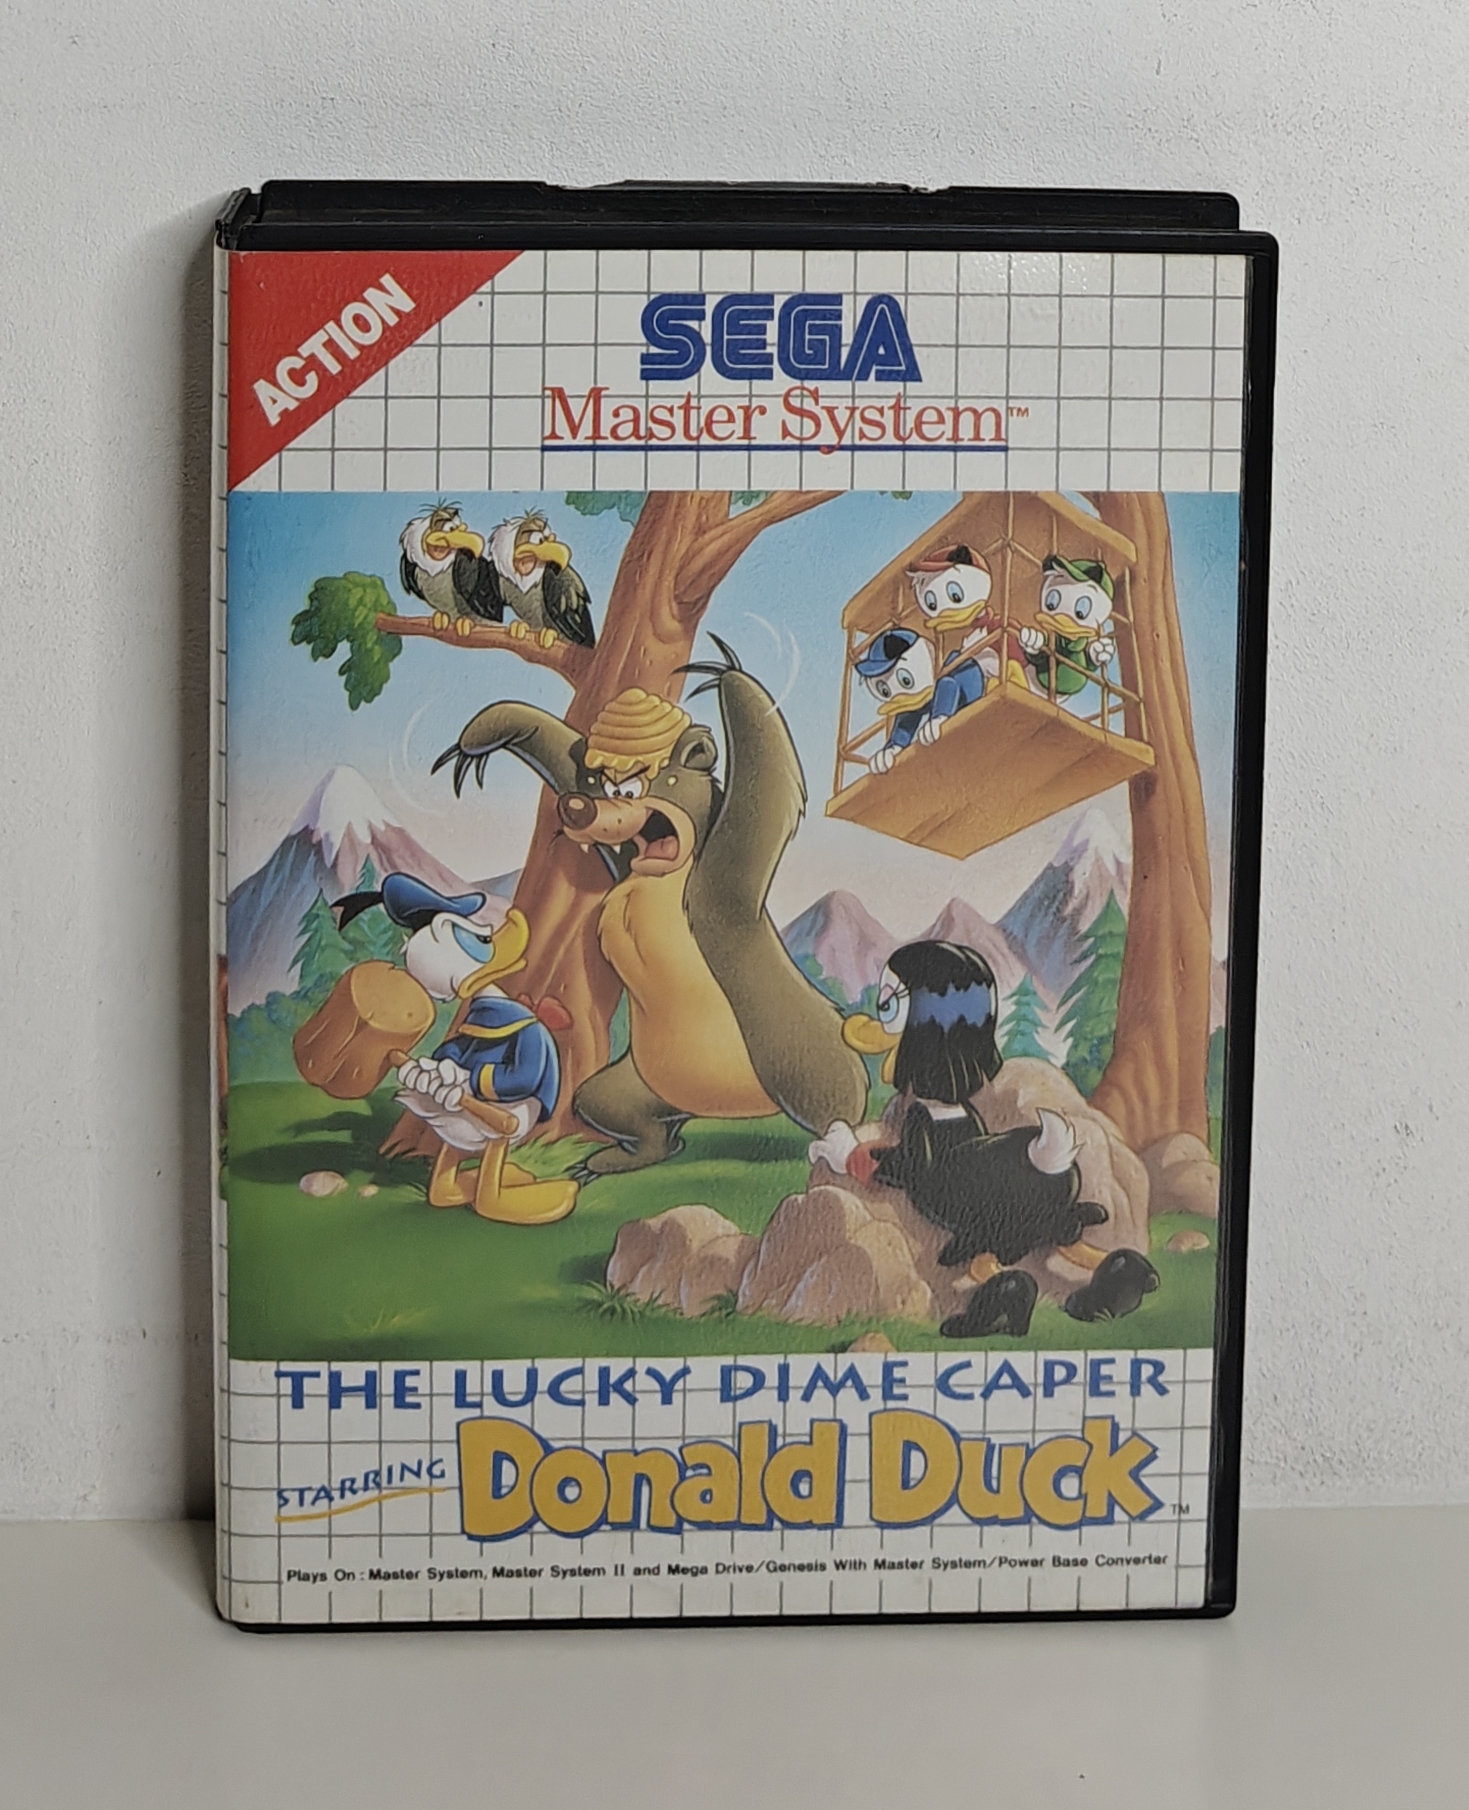 ACTION
SEGA
Master System™
THE LUCKY DIME CAPER
STARRING Donald Duck™
Plays On : Master System, Master System II and Mega Drive/Genesis With Master System/Power Base Converter